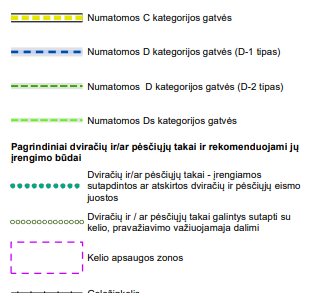 Numatomos C kategorijos gatvės
Numatomos D kategorijos gatvės (D-1 tipas)
Numatomos D kategorijos gatvės (D-2 tipas)
Numatomos Ds kategorijos gatvės
Pagrindiniai dviračių ir/ar pėsčiųjų takai ir rekomenduojami jų
įrengimo būdai
Dviračių ir/ar pėsčiųjų takai - įrengiamos
sutapdintos ar atskirtos dviračių ir pėsčiųjų eismo
juostos
Dviračių ir / ar pėsčiųjų takai galintys sutapti su
kelio, pravažiavimo važiuojamaja dalimi
Kelio apsaugos zonos